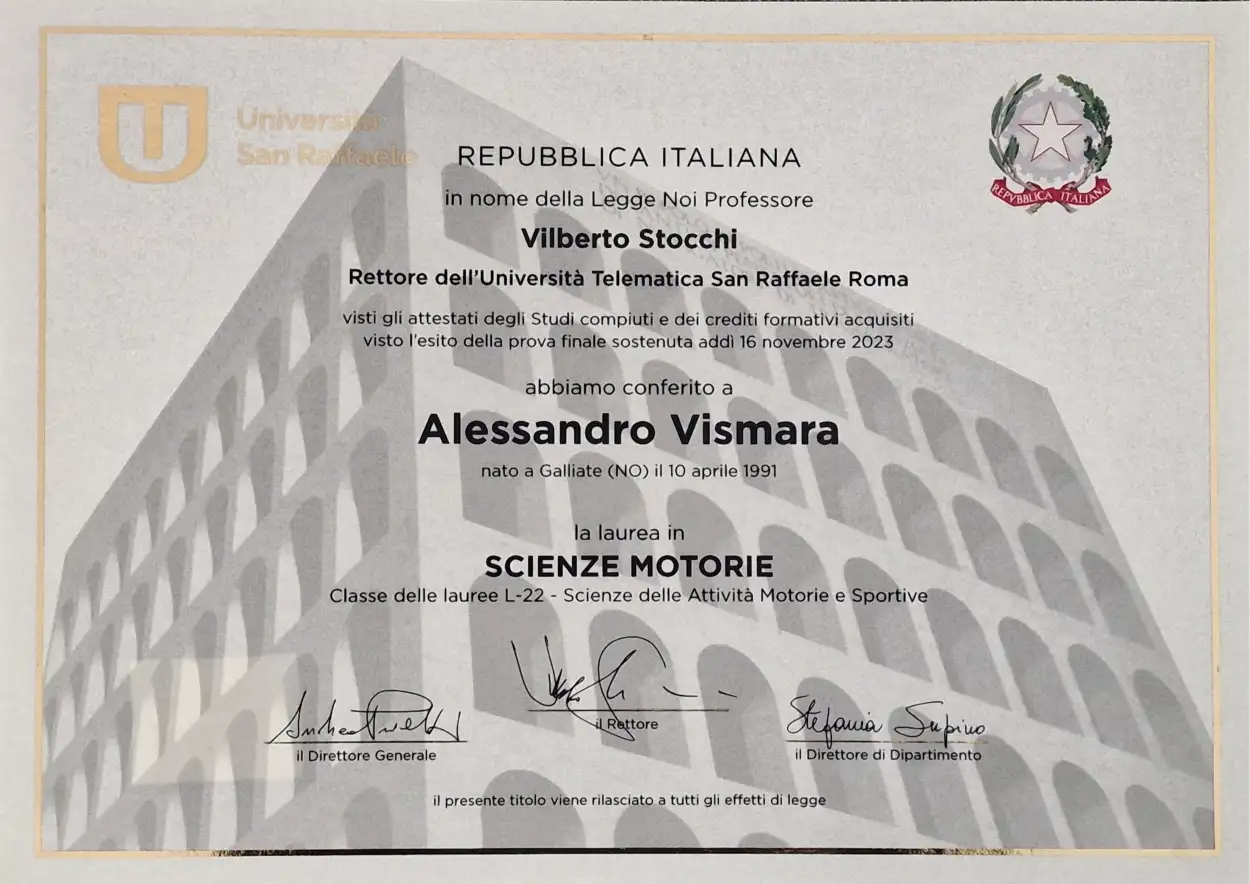 Università
San Raffaele
REPUBBLICA ITALIANA
REPVBBLICA ITALIANA
in nome della Legge Noi Professore
Vilberto Stocchi
Rettore dell'Università Telematica San Raffaele Roma
visti gli attestati degli Studi compiuti e dei crediti formativi acquisiti
visto l'esito della prova finale sostenuta addì 16 novembre 2023
abbiamo conferito a
Alessandro Vismara
nato a Galliate (NO) il 10 aprile 1991
la laurea in
SCIENZE MOTORIE
Classe delle lauree L-22 - Scienze delle Attività Motorie e Sportive
Stefania Supino
il Direttore Generale
il Rettore
il Direttore di Dipartimento
il presente titolo viene rilasciato a tutti gli effetti di legge